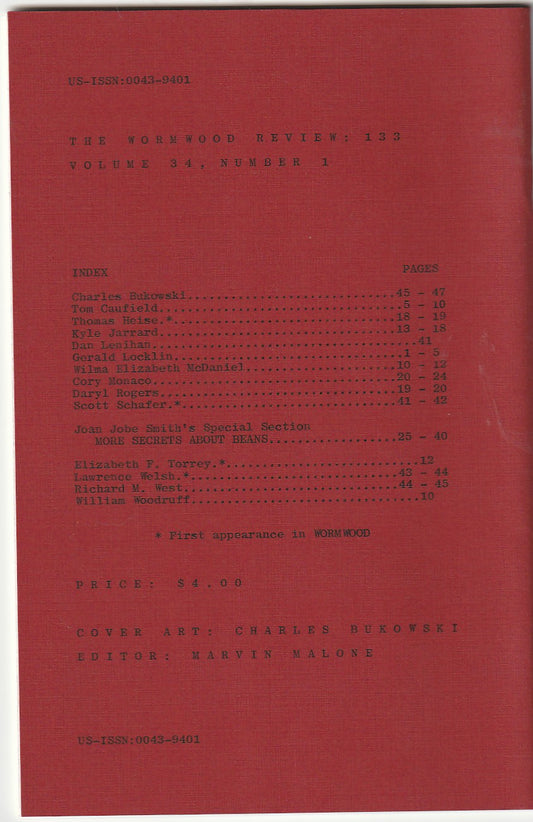 US-ISSN:0043-9401
THE WORMWOOD REVIEW: 133
VOLUME 34, NUMBER 1
INDEX PAGES
Charles Bukowski..............................45 - 47
Tom Caufield...................................5 - 10
Thomas Heise.*................................18 - 19
Kyle Jarrard..................................13 - 18
Dan Lenihan......................................41
Gerald Locklin.................................1 - 5
Wilma Elizabeth McDaniel......................10 - 12
Cory Monaco...................................20 - 24
Daryl Rogers..................................19 - 20
Scott Schafer.*...............................41 - 42
Joan Jobe Smith's Special Section
MORE SECRETS ABOUT BEANS..................25 - 40
Elizabeth F. Torrey.*............................12
Lawrence Welsh.*..............................43 - 44
Richard M. West...............................44 - 45
William Woodruff.................................10
* First appearance in WORMWOOD
PRICE: $4.00
COVER ART: CHARLES BUKOWSKI
EDITOR: MARVIN MALONE
US-ISSN:0043-9401